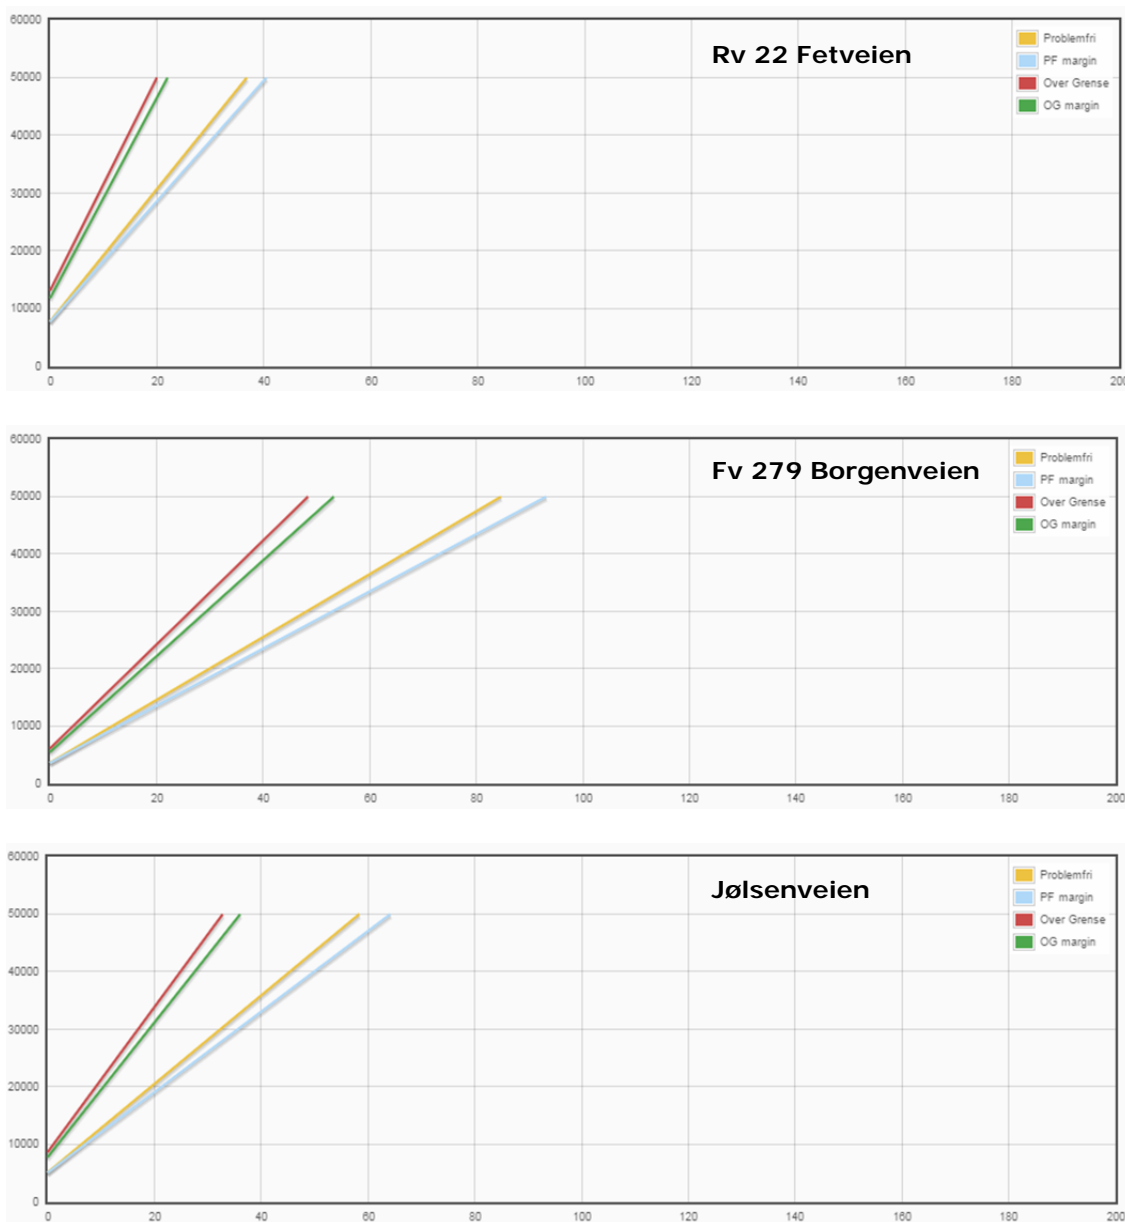 60000
Rv 22 Fetveien
Problemfri
PF margin
Over Grense
OG margin
50000
40000
30000
20000
10000
0
0 20 40 60 80 100 120 140 160 180 200
60000
Fv 279 Borgenveien
Problemfri
PF margin
Over Grense
OG margin
50000
40000
30000
20000
10000
0
0 20 40 60 80 100 120 140 160 180 200
60000
Jølsenveien
Problemfri
PF margin
Over Grense
OG margin
50000
40000
30000
20000
10000
0
0 20 40 60 80 100 120 140 160 180 200